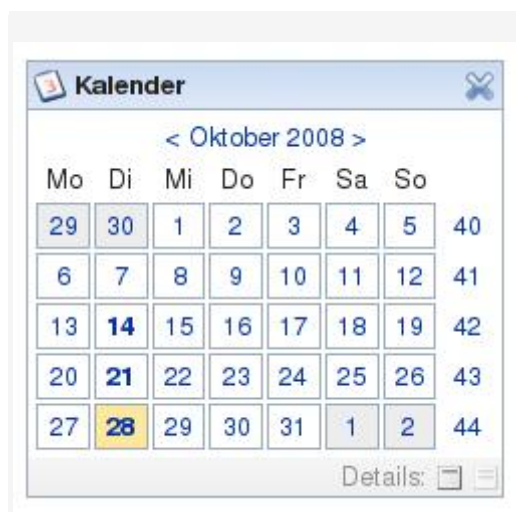 3 Kalender
< Oktober 2008 >
Mo Di Mi Do Fr Sa So
29 30 1 2 3 4 5 40
6 7 8 9 10 11 12 41
13 14 15 16 17 18 19 42
20 21 22 23 24 25 26 43
27 28 29 30 31 1 2 44
Details: